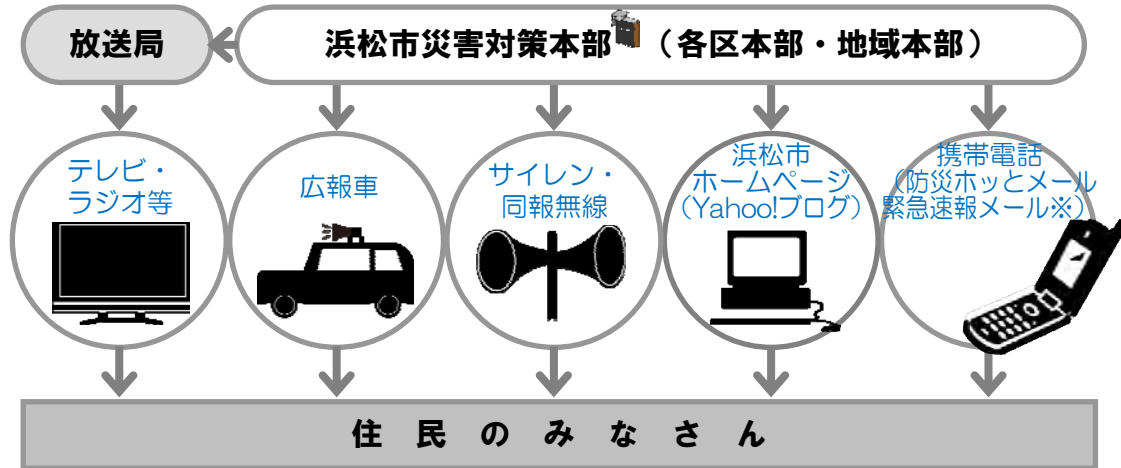 放送局
浜松市災害対策本部（各区本部・地域本部）
テレビ・
ラジオ等
広報車
サイレン・
同報無線
浜松市
ホームページ
（Yahoo!ブログ）
携帯電話
（防災ホッとメール
緊急速報メール※）
住民のみなさん